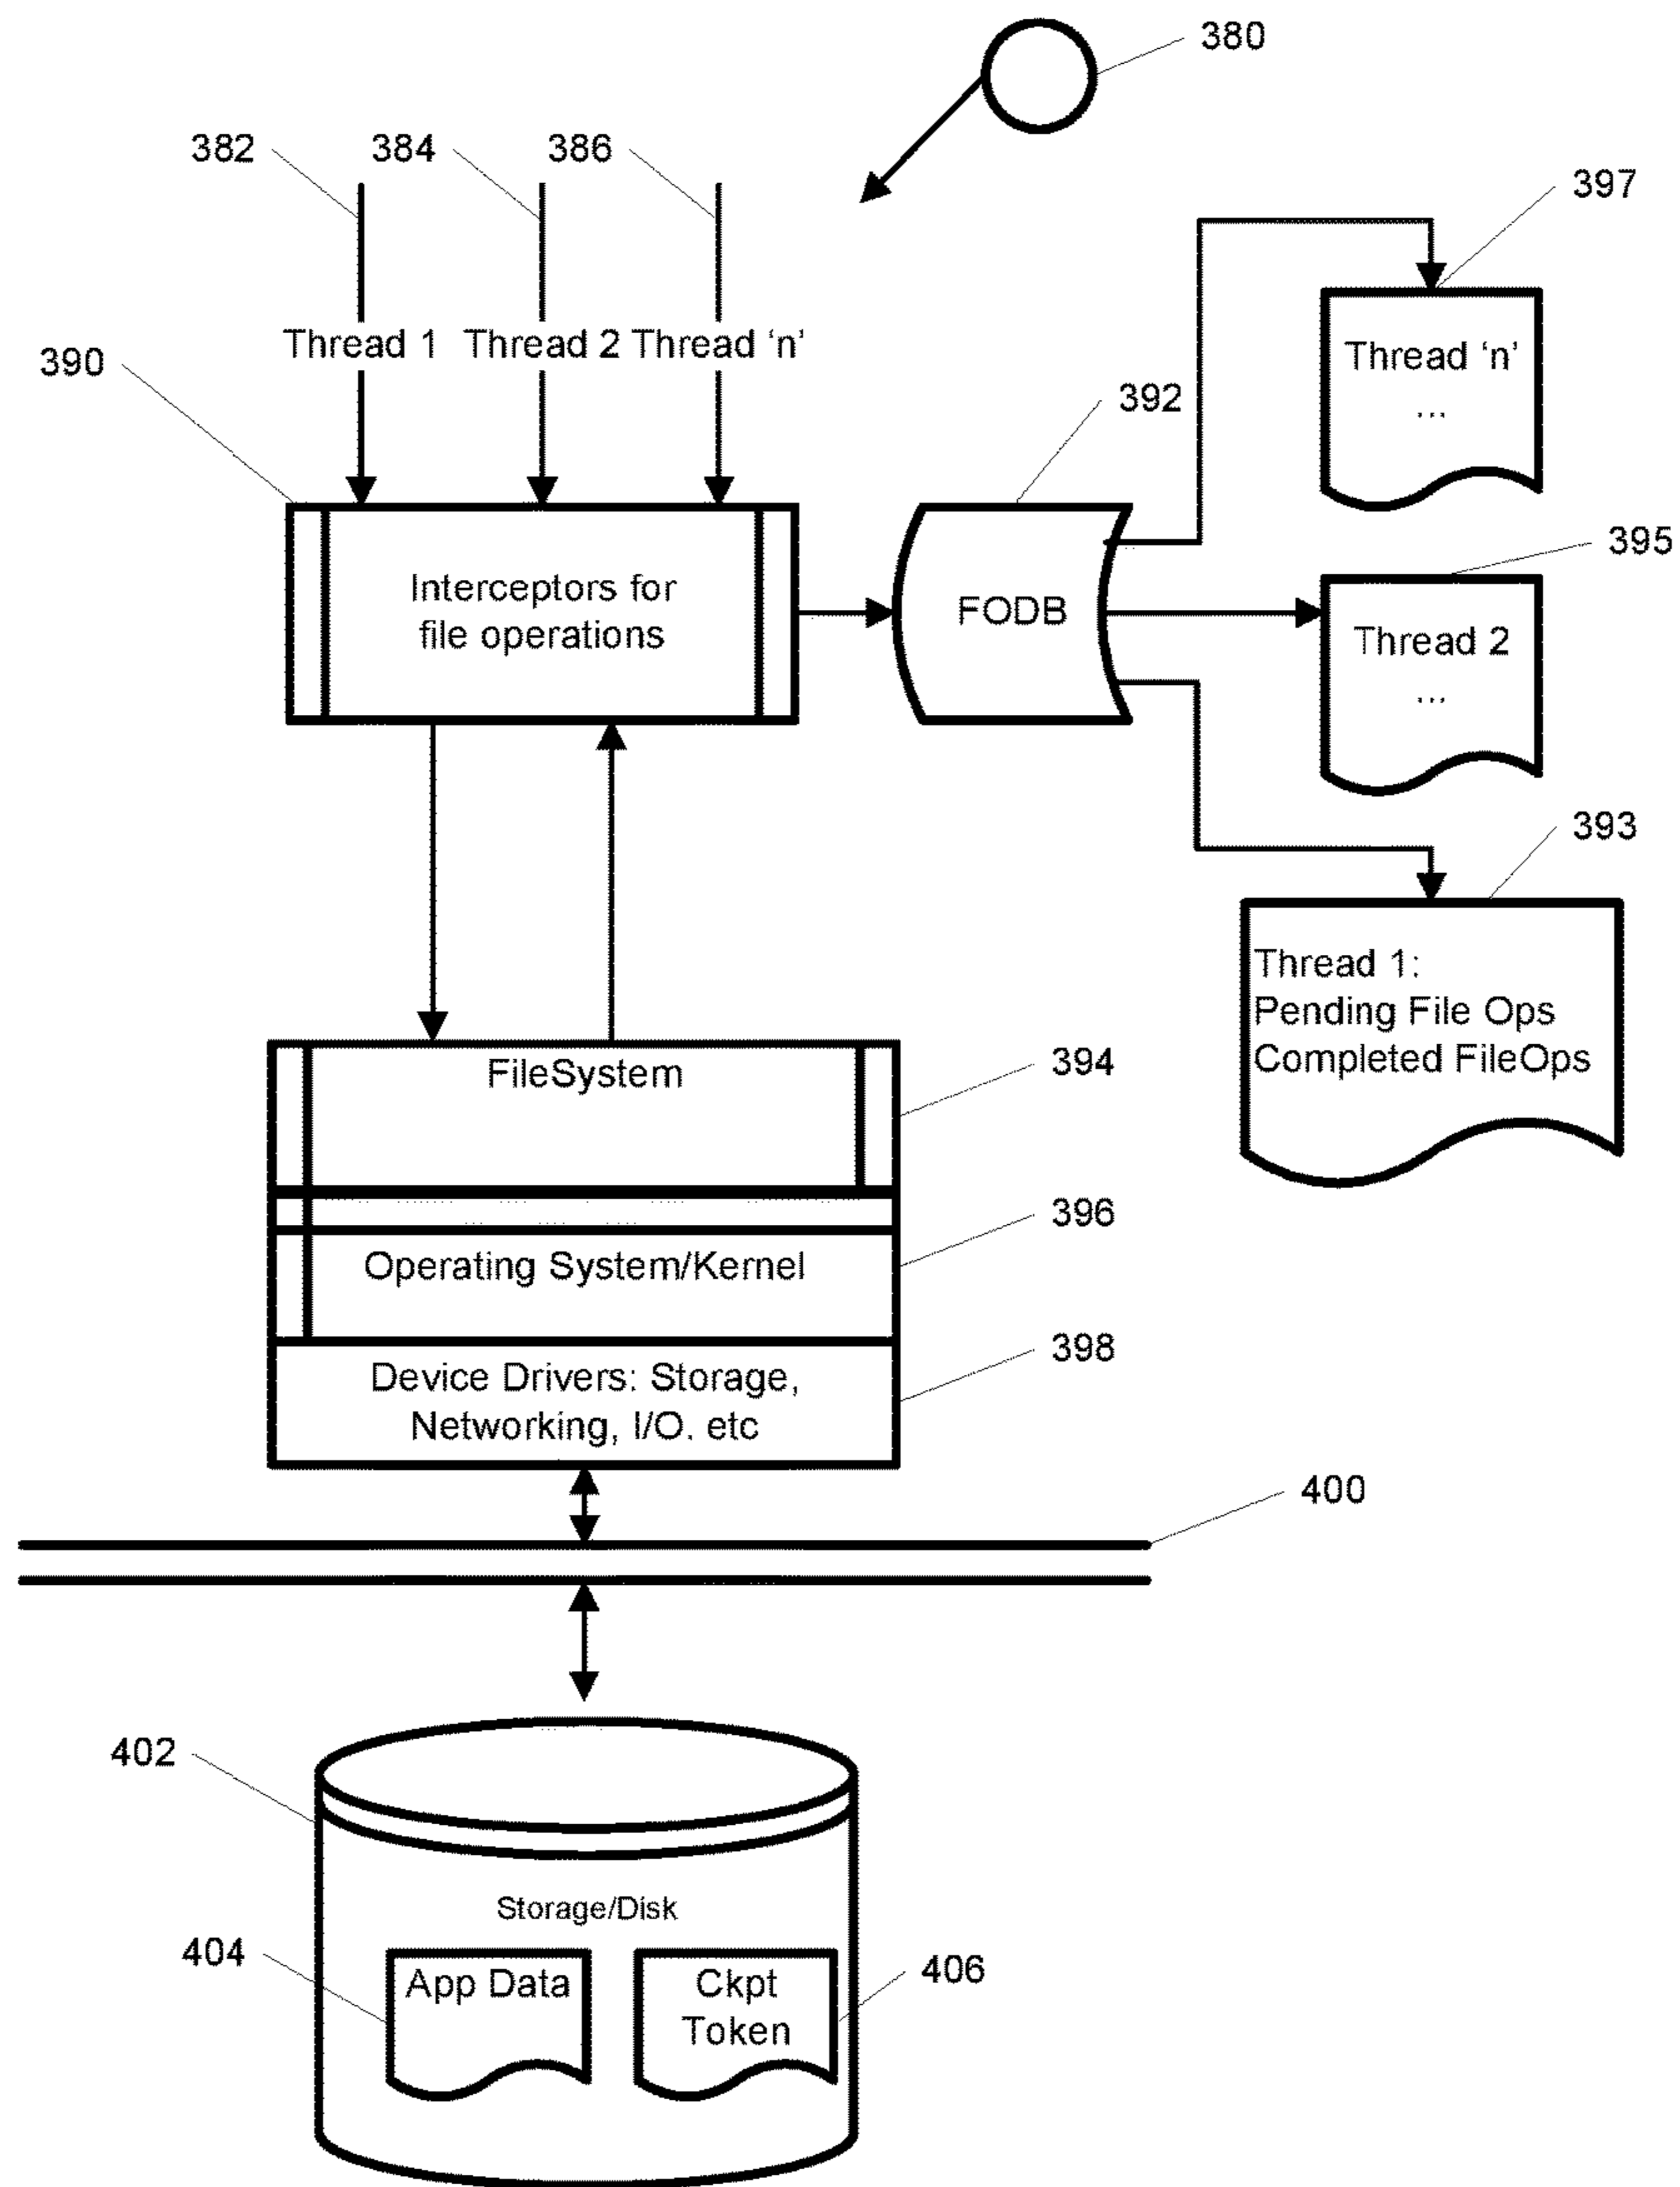 380
382
384
386
397
Thread 1
Thread 2
Thread ‘n’
390
Thread ‘n’
...
392
395
Interceptors for
file operations
FODB
Thread 2
...
393
Thread 1:
Pending File Ops
Completed FileOps
FileSystem
394
396
Operating System/Kernel
398
Device Drivers: Storage,
Networking, I/O. etc
400
402
Storage/Disk
404
App Data
Ckpt
Token
406